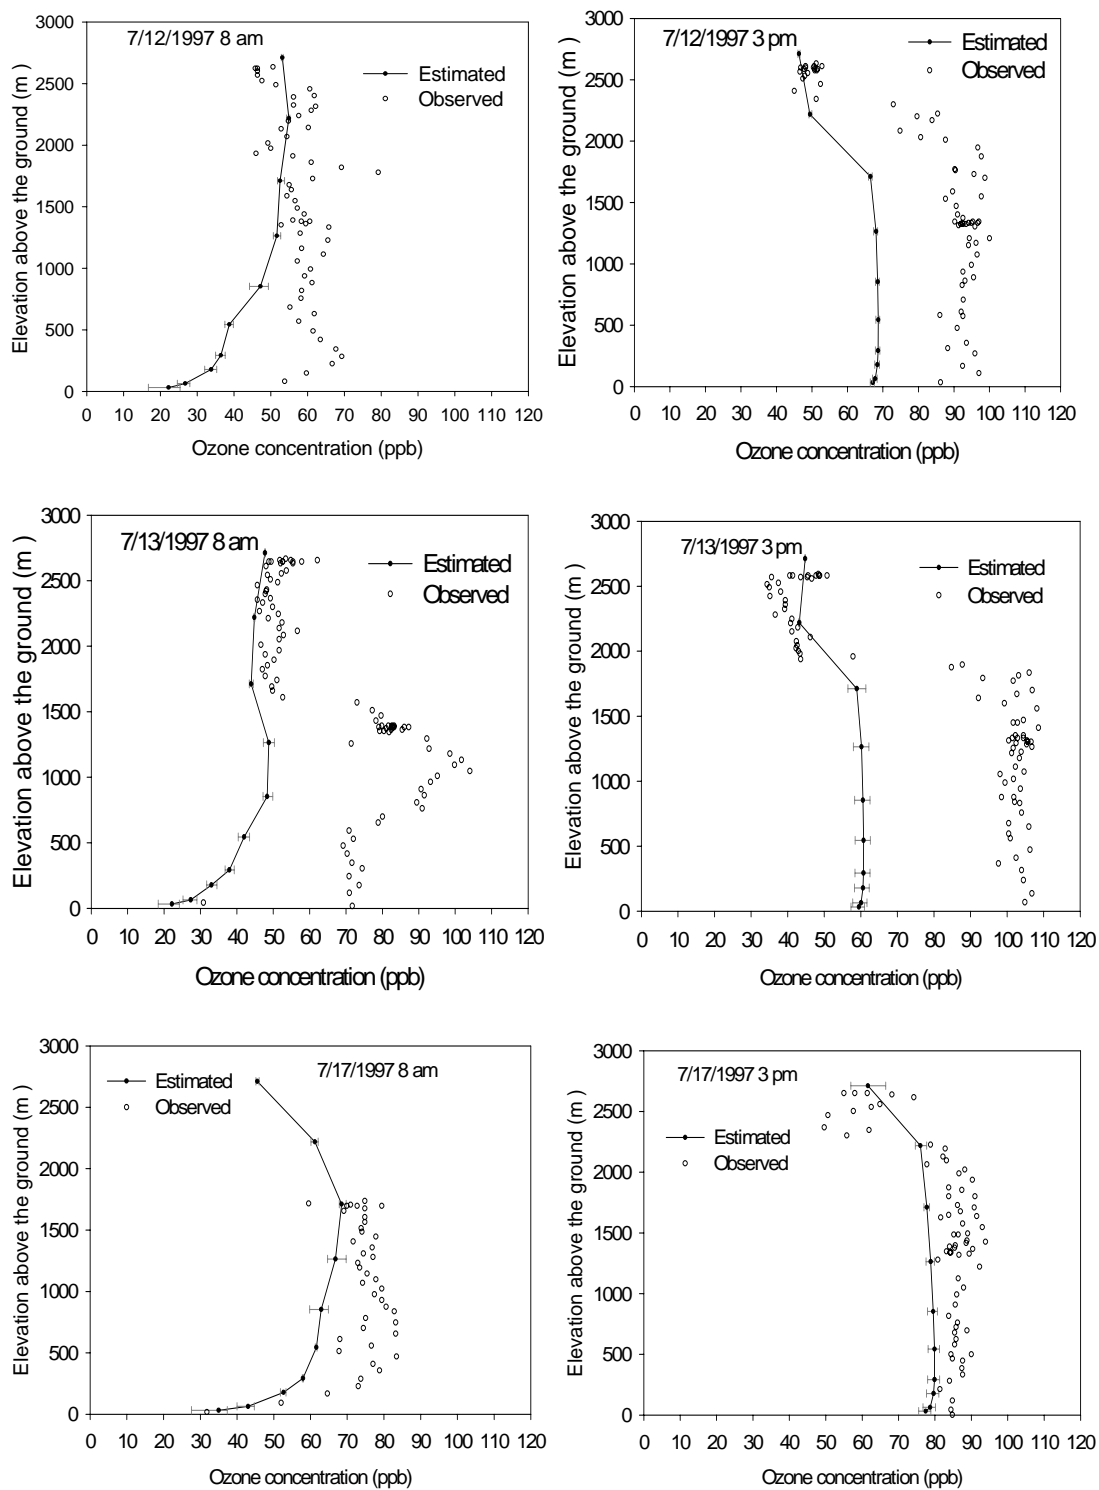 7/12/1997 8 am
Estimated
Observed
Elevation above the ground (m )
3000
2500
2000
1500
1000
500
0
0 10 20 30 40 50 60 70 80 90 100 110 120
Ozone concentration (ppb)
7/12/1997 3 pm
Estimated
Observed
Elevation above the ground (m )
3000
2500
2000
1500
1000
500
0
0 10 20 30 40 50 60 70 80 90 100 110 120
Ozone concentration (ppb)
7/13/1997 8 am
Estimated
Observed
Elevation above the ground (m )
3000
2500
2000
1500
1000
500
0
0 10 20 30 40 50 60 70 80 90 100 110 120
Ozone concentration (ppb)
7/13/1997 3 pm
Estimated
Observed
Elevation above the ground (m )
3000
2500
2000
1500
1000
500
0
0 10 20 30 40 50 60 70 80 90 100 110 120
Ozone concentration (ppb)
7/17/1997 8 am
Estimated
Observed
Elevation above the ground (m )
3000
2500
2000
1500
1000
500
0
0 10 20 30 40 50 60 70 80 90 100 110 120
Ozone concentration (ppb)
7/17/1997 3 pm
Estimated
Observed
Elevation above the ground (m )
3000
2500
2000
1500
1000
500
0
0 10 20 30 40 50 60 70 80 90 100 110 120
Ozone concentration (ppb)